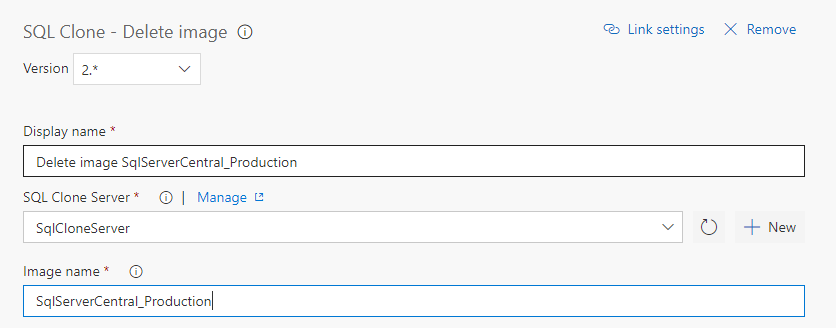 SQL Clone - Delete image
Link settings
Remove
Version 2.*
Display name *
Delete image SqlServerCentral_Production
SQL Clone Server * | Manage
SqlCloneServer
New
Image name *
SqlServerCentral_Production